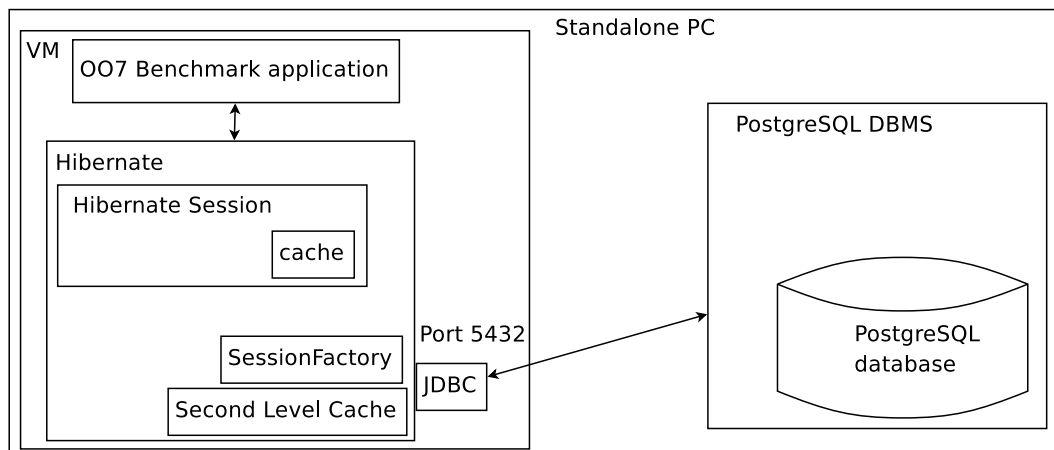 Standalone PC
VM
OO7 Benchmark application
Hibernate
Hibernate Session
cache
SessionFactory
Second Level Cache
Port 5432
JDBC
PostgreSQL DBMS
PostgreSQL
database